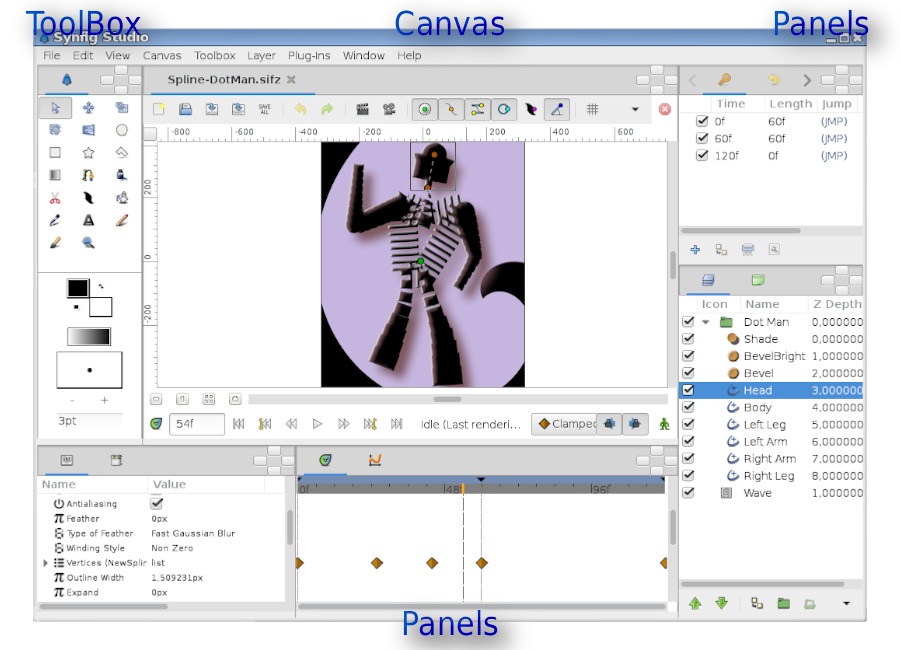 ToolBox Canvas Panels
Synfig Studio
File Edit View Canvas Toolbox Layer Plug-Ins Window Help
Spline-DotMan.sifz
SAVE ALL
-800 -600 -400 -200 0 200 400 600
200
0
-200
Time Length Jump
0f 60f (JMP)
60f 60f (JMP)
120f 0f (JMP)
Icon Name Z Depth
Dot Man 0,000000
Shade 0,000000
BevelBright 1,000000
Bevel 2,000000
Head 3,000000
Body 4,000000
Left Leg 5,000000
Left Arm 6,000000
Right Arm 7,000000
Right Leg 8,000000
Wave 1,000000
- +
3pt
54f Idle (Last renderi... Clamped
Name Value
Antialiasing
Feather 0px
Type of Feather Fast Gaussian Blur
Winding Style Non Zero
Vertices (NewSplin list
Outline Width 1,509231px
Expand 0px
0f 48f 96f
Panels